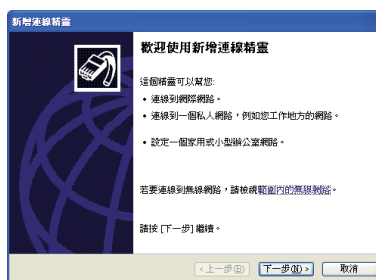 新增連線精靈
歡迎使用新增連線精靈
這個精靈可以幫您:
• 連線到網際網路。
• 連線到一個私人網路，例如您工作地方的網路。
• 設定一個家用或小型辦公室網路。
若要連線到無線網路，請檢視範圍內的無線網路。
請按 [下一步] 繼續。
<上一步(B)
下一步(N)>
取消